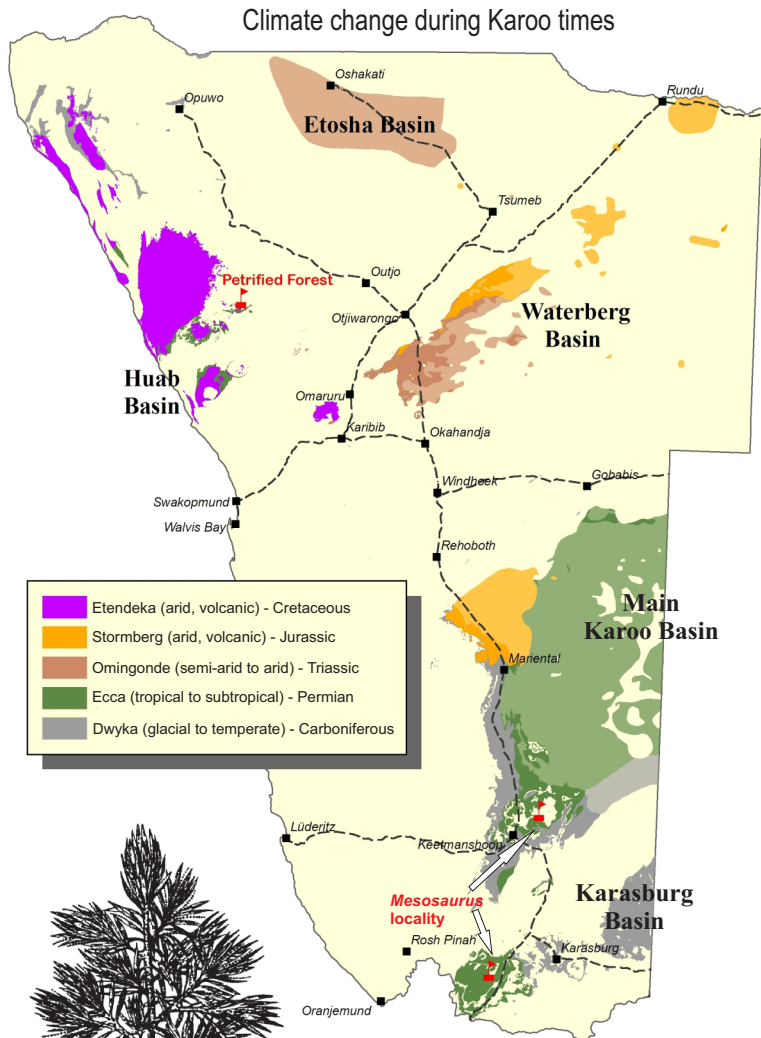 Climate change during Karoo times
Oshakati
Opuwo
Rundu
Etosha Basin
Tsumeb
Petrified Forest
Outjo
Otjiwarongo
Waterberg
Basin
Huab
Basin
Omaruru
Karibib
Okahandja
Windhoek
Gobabis
Swakopmund
Walvis Bay
Rehoboth
Main
Karoo Basin
Etendeka (arid, volcanic) - Cretaceous
Stormberg (arid, volcanic) - Jurassic
Omingonde (semi-arid to arid) - Triassic
Ecca (tropical to subtropical) - Permian
Dwyka (glacial to temperate) - Carboniferous
Mariental
Lüderitz
Keetmanshoop
Mesosaurus
locality
Karasburg
Basin
Rosh Pinah
Karasburg
Oranjemund